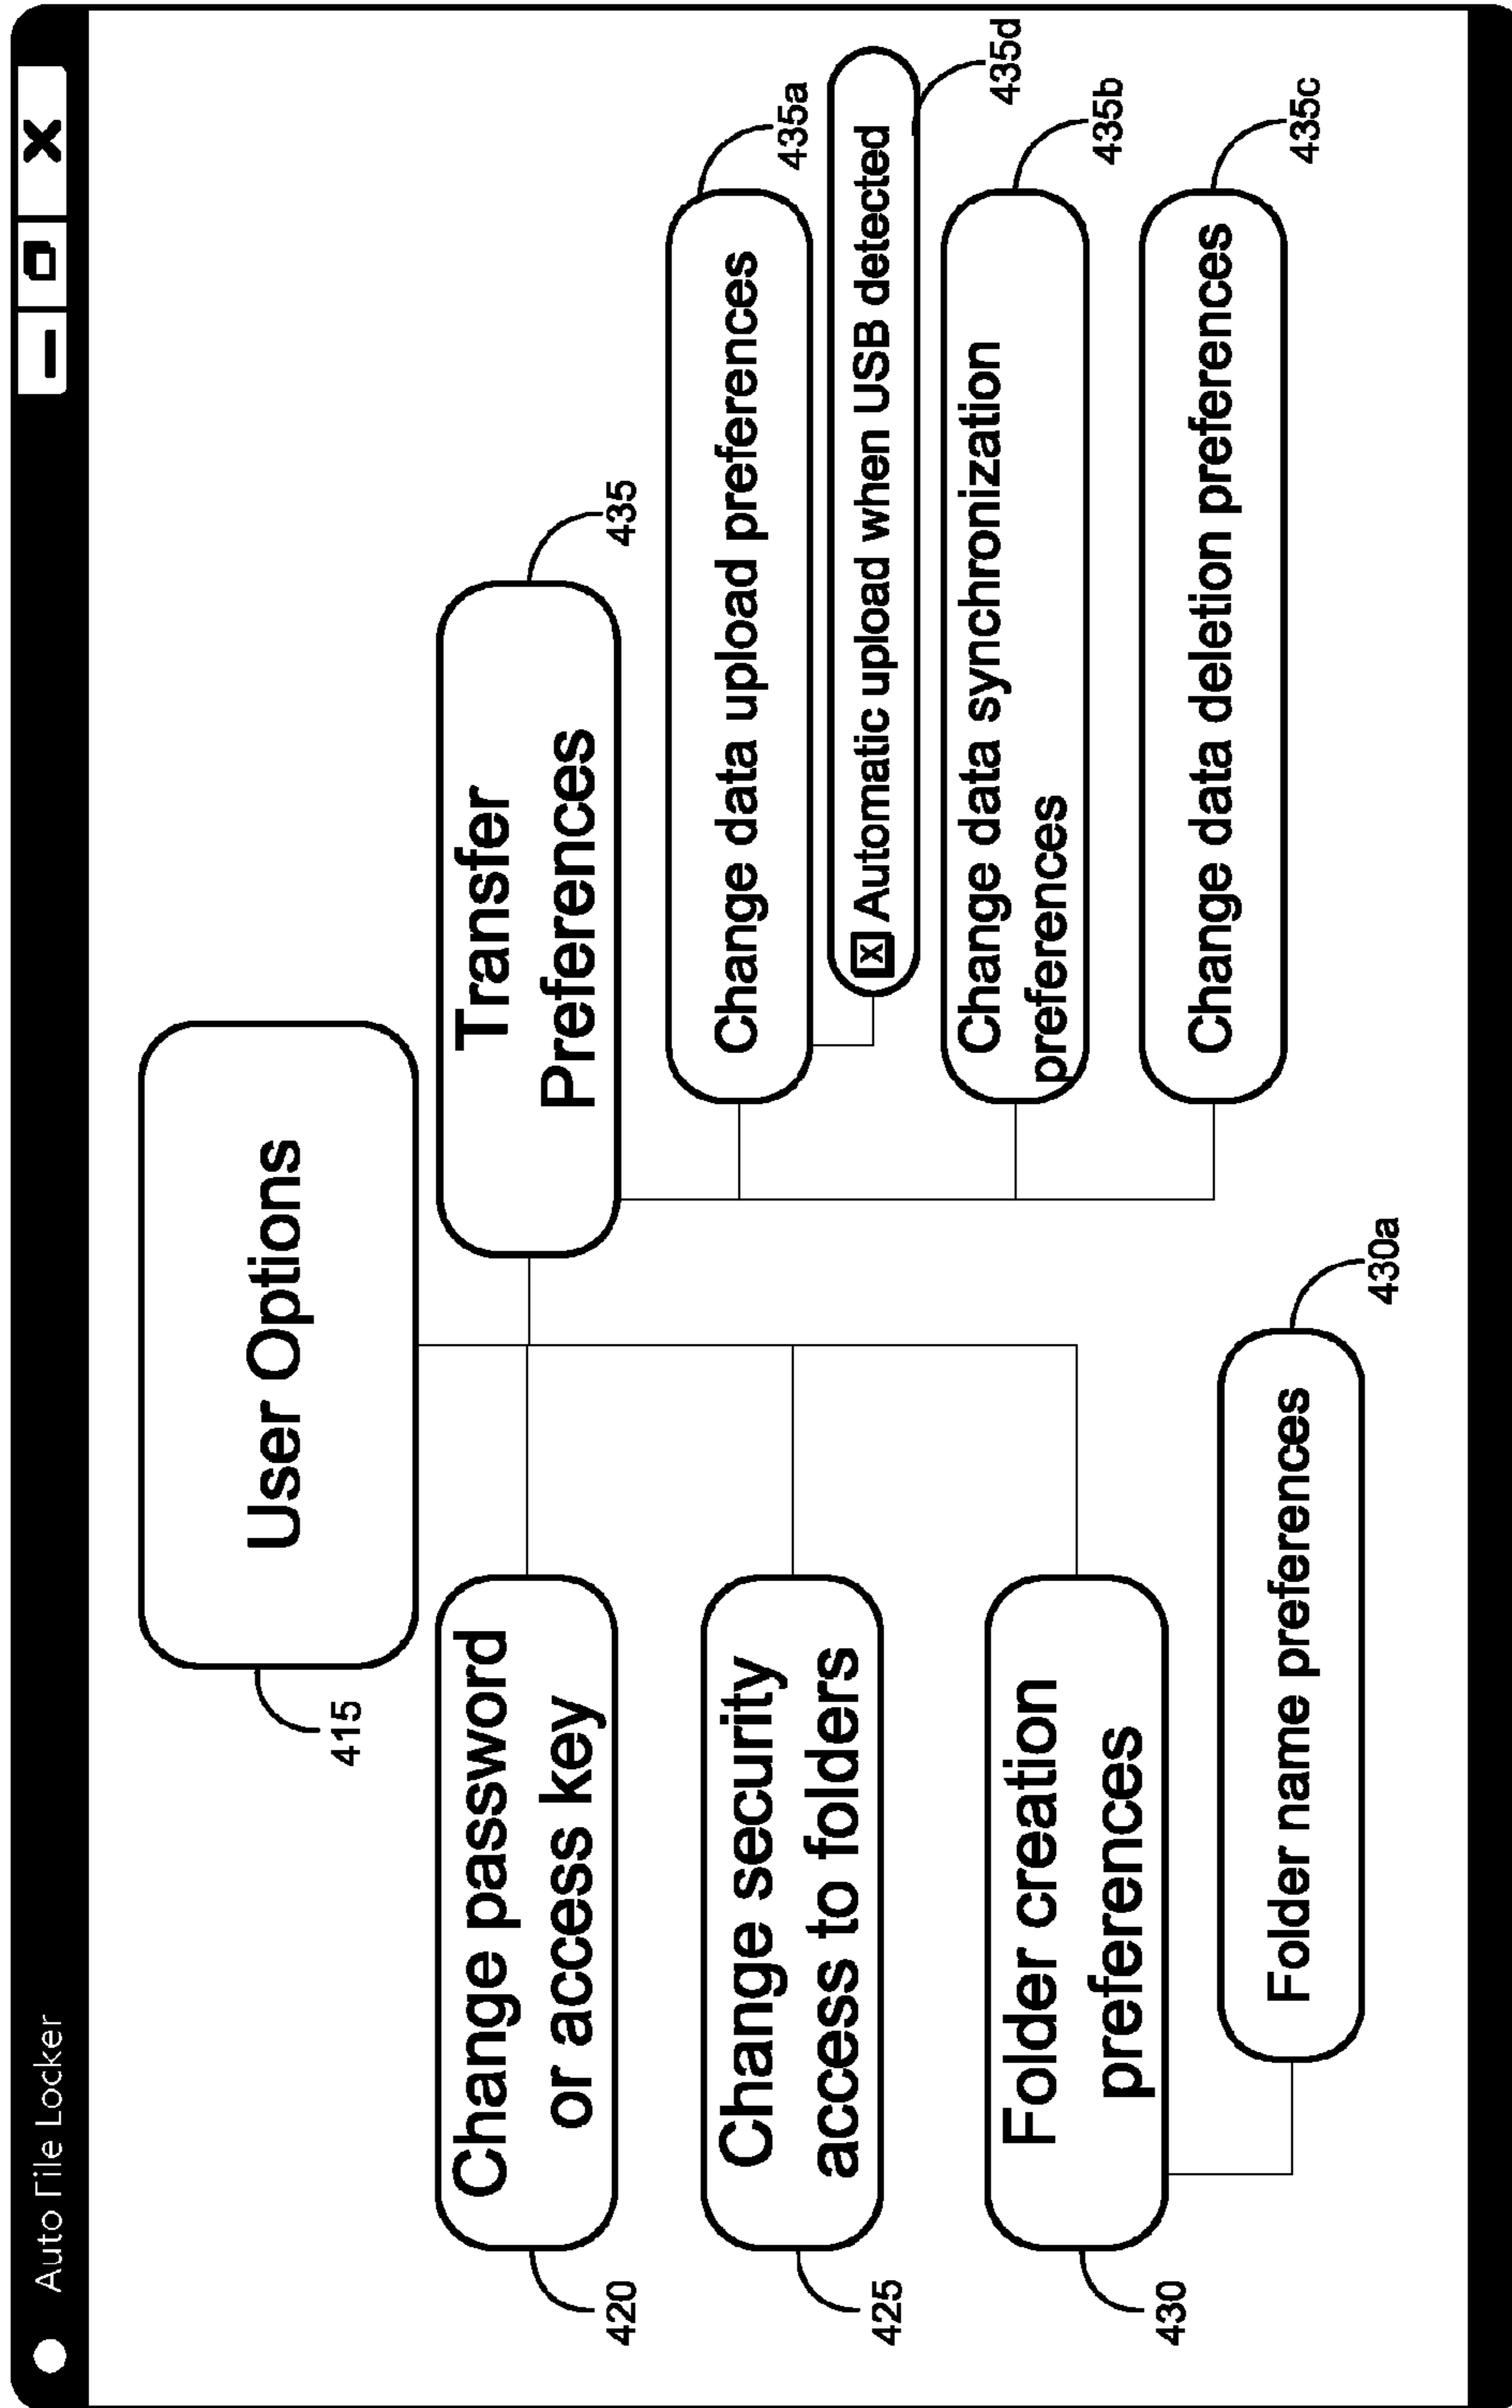 Auto File Locker
User Options
415
Change password
or access key
420
Change security
access to folders
425
Folder creation
preferences
430
Folder name preferences
430a
Transfer
Preferences
435
Change data upload preferences
435a
x Automatic upload when USB detected
435d
Change data synchronization
preferences
435b
Change data deletion preferences
435c